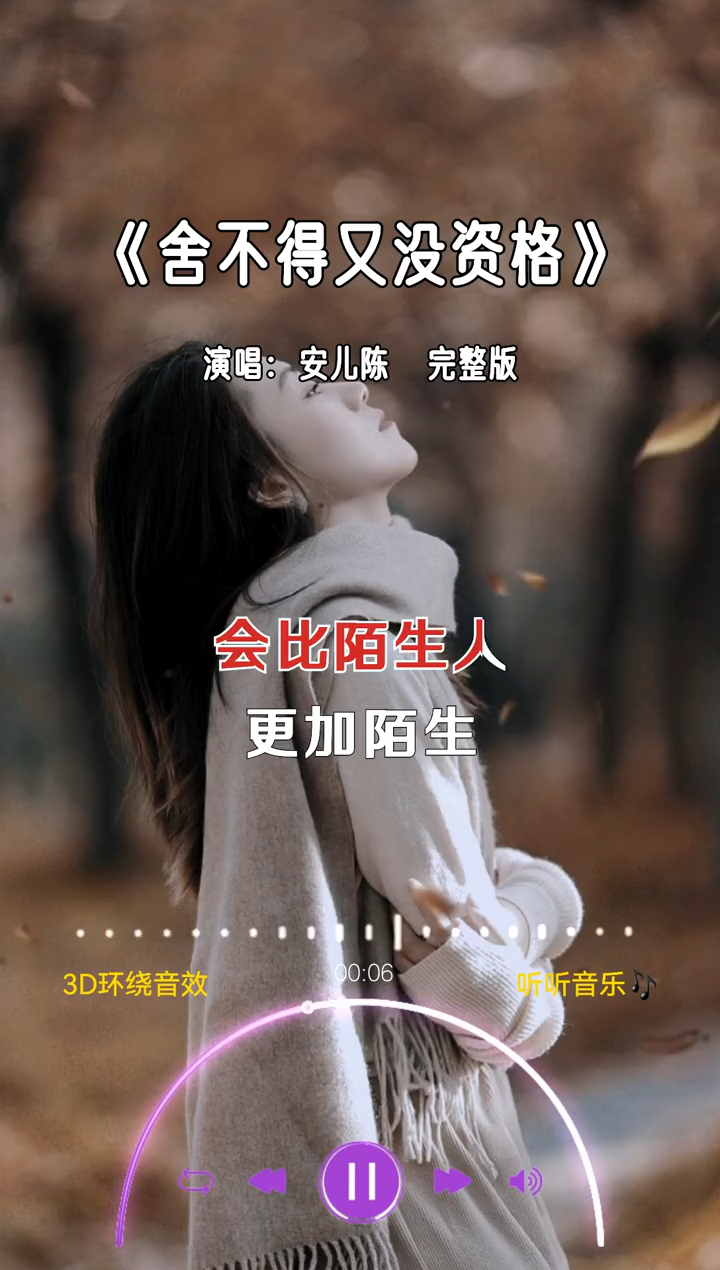 《舍不得又没资格》
演唱：安儿陈 完整版
会比陌生人
更加陌生
00:06
3D环绕音效 听听音乐🎶